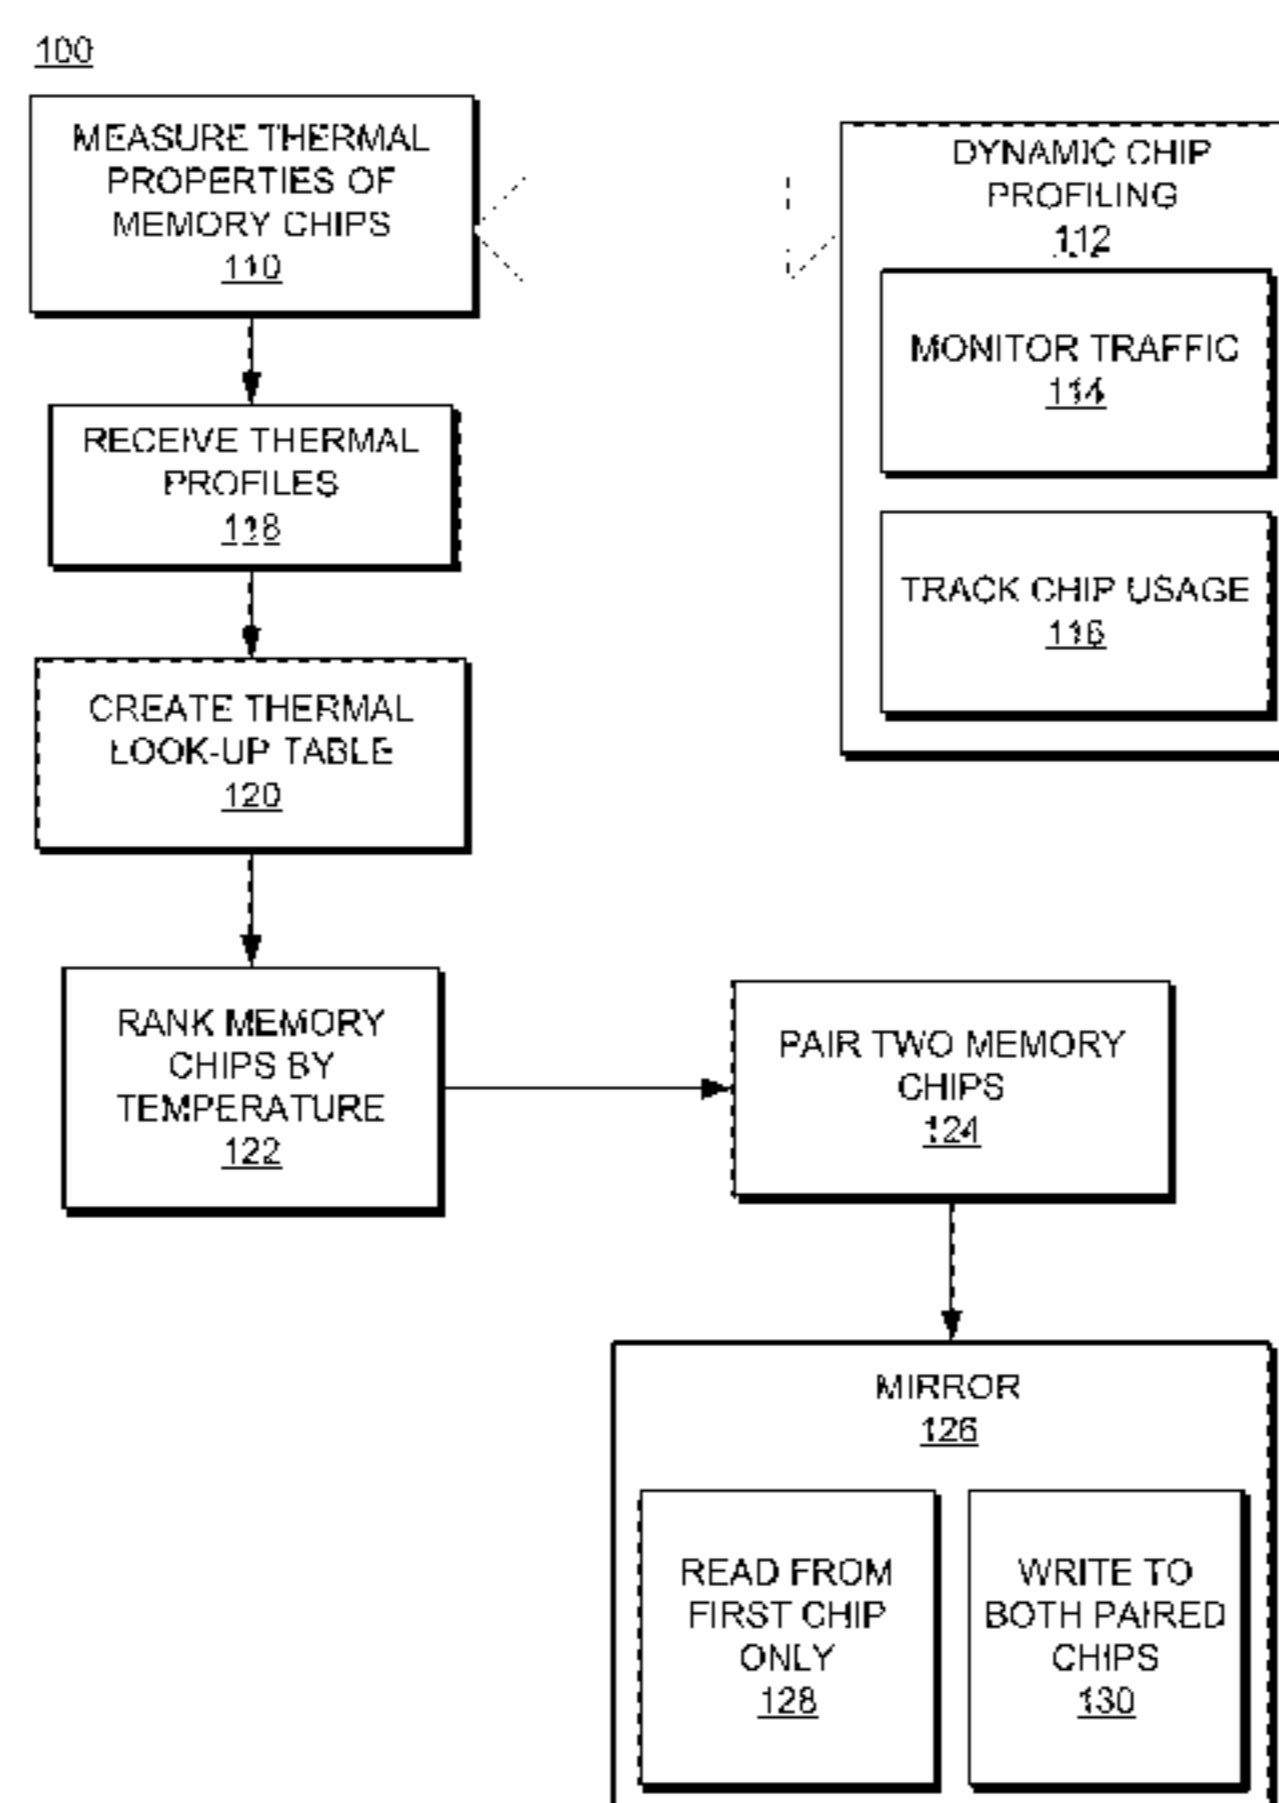 100
MEASURE THERMAL
PROPERTIES OF
MEMORY CHIPS
110
DYNAMIC CHIP
PROFILING
112
MONITOR TRAFFIC
114
TRACK CHIP USAGE
116
RECEIVE THERMAL
PROFILES
118
CREATE THERMAL
LOOK-UP TABLE
120
RANK MEMORY
CHIPS BY
TEMPERATURE
122
PAIR TWO MEMORY
CHIPS
124
MIRROR
126
READ FROM
FIRST CHIP
ONLY
128
WRITE TO
BOTH PAIRED
CHIPS
130